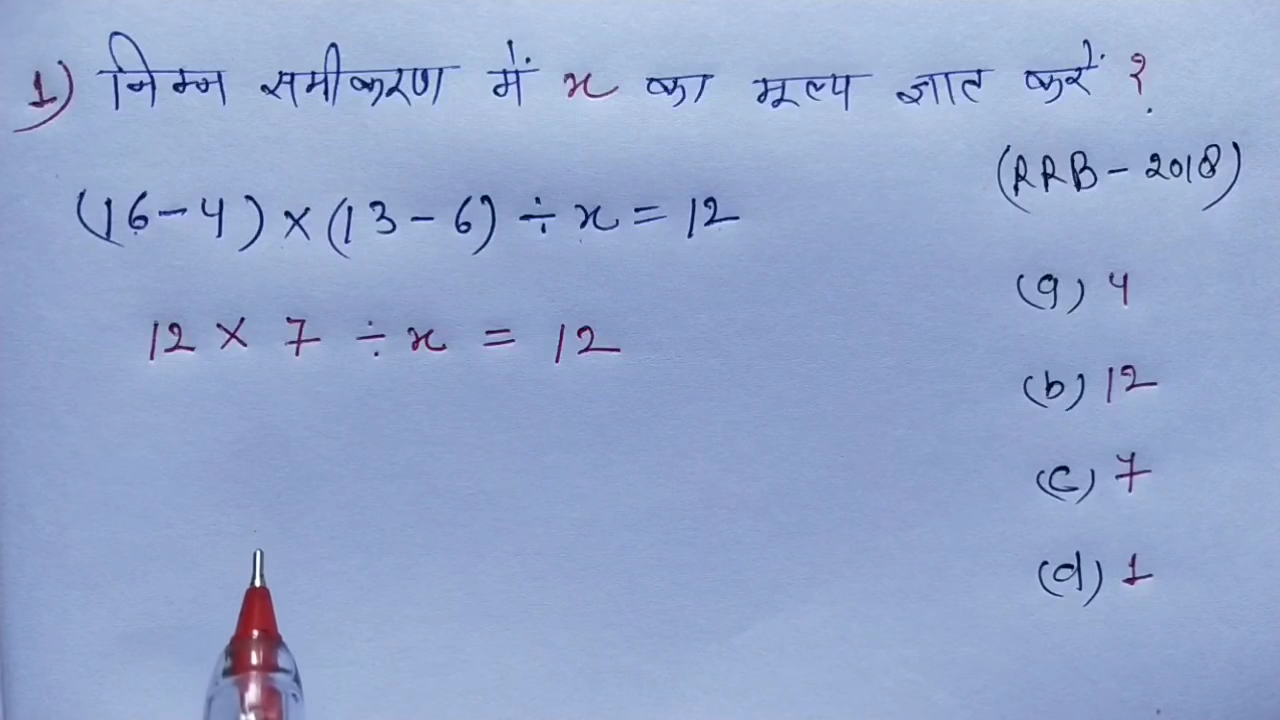 1) निम्न समीकरण में x का मूल्य ज्ञात करें ?
(RRB - 2018)
(16-4) × (13-6) ÷ x = 12
12 × 7 ÷ x = 12
(a) 4
(b) 12
(c) 7
(d) 1